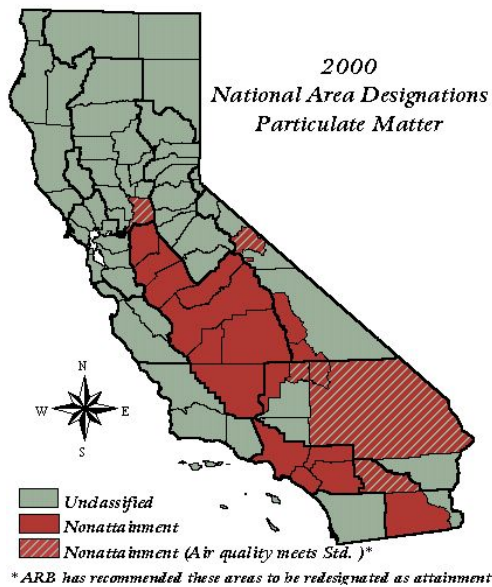 2000
National Area Designations
Particulate Matter
N
W E
S
Unclassified
Nonattainment
Nonattainment (Air quality meets Std. )*
* ARB has recommended these areas to be redesignated as attainment